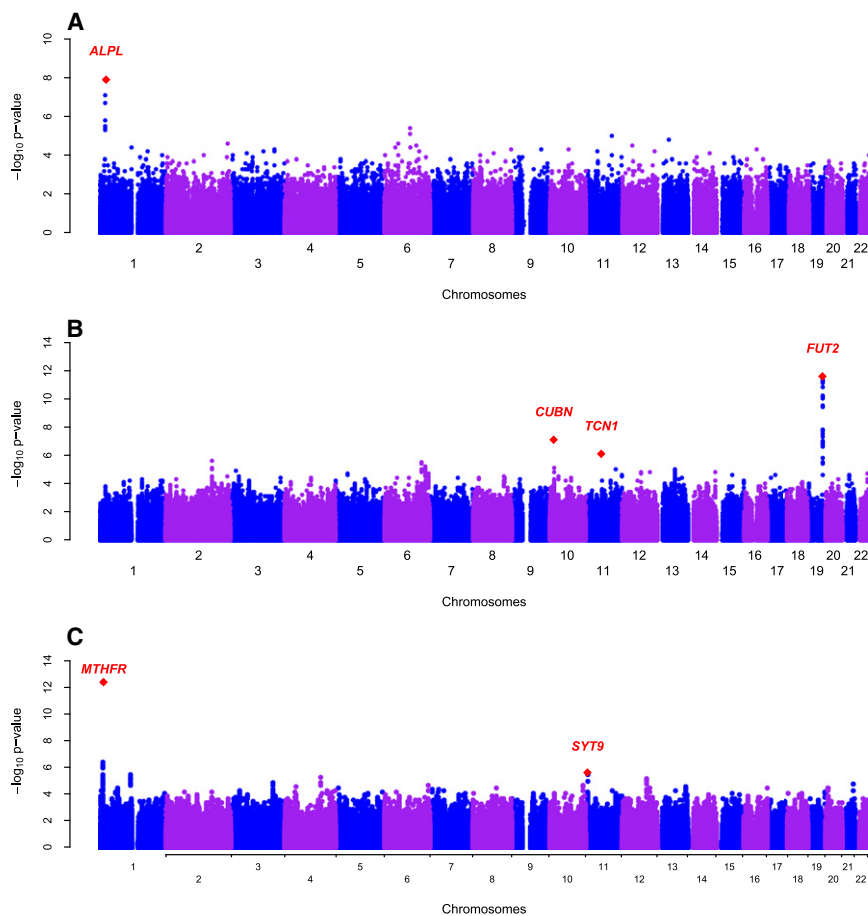 A
ALPL
−log10 p-value
10
8
6
4
2
0
2 4 6 8 10 12 14 16 18 20 22
1 3 5 7 9 11 13 15 17 19 21
Chromosomes
B
FUT2
CUBN
TCN1
−log10 p-value
14
12
10
8
6
4
2
0
2 4 6 8 10 12 14 16 18 20 22
1 3 5 7 9 11 13 15 17 19 21
Chromosomes
C
MTHFR
SYT9
−log10 p-value
14
12
10
8
6
4
2
0
1 3 5 7 9 11 13 15 17 19 21
2 4 6 8 10 12 14 16 18 20 22
Chromosomes